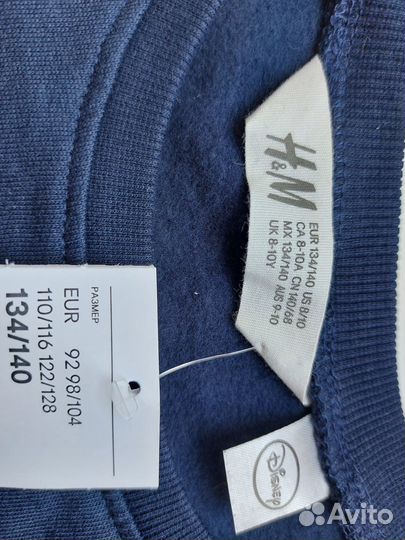 H&M
EUR 134/140 US 8/10
CA 8-10A CN 140/68
MX 134/140 AUS 9-10
UK 8-10Y
РАЗМЕР
EUR 92 98/104
110/116 122/128
134/140
Disney
Avito